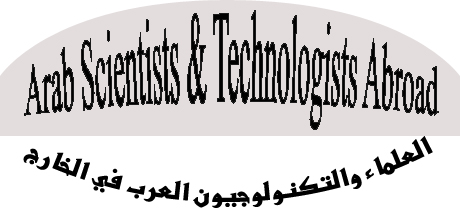 Arab Scientists & Technologists Abroad
العلماء والتكنولوجيون العرب في الخارج